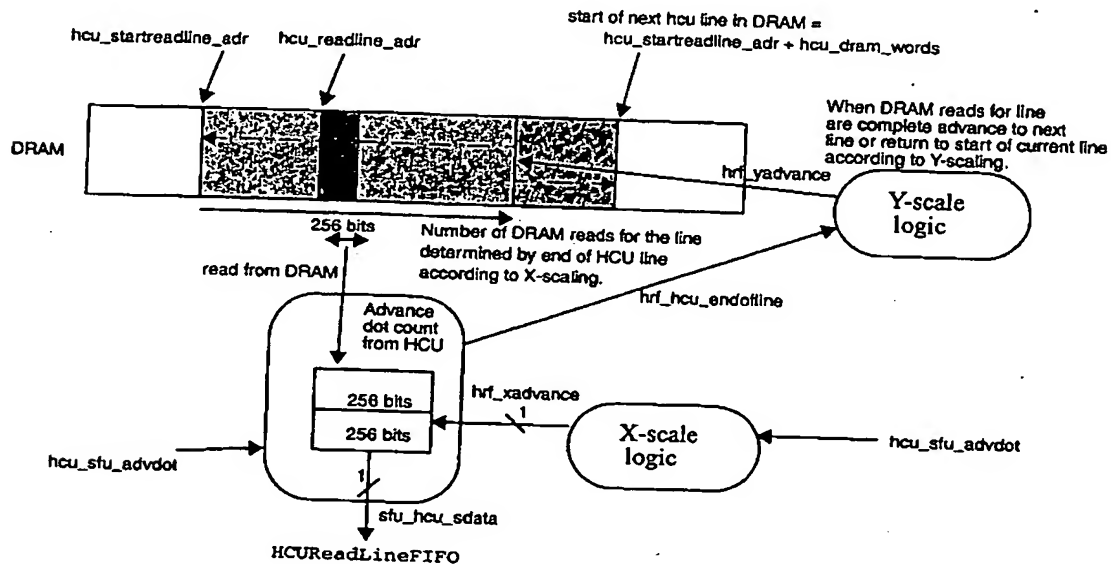 start of next hcu line in DRAM =
hcu_startreadline_adr + hcu_dram_words
hcu_startreadline_adr
hcu_readline_adr
DRAM
When DRAM reads for line
are complete advance to next
line or return to start of current line
according to Y-scaling.
hrf_yadvance
Y-scale
logic
256 bits
Number of DRAM reads for the line
detarmined by end of HCU line
according to X-scaling.
read from DRAM
hrf_hcu_endofline
Advance
dot count
from HCU
256 bits
256 bits
hrf_xadvance
1
X-scale
logic
hcu_sfu_advdot
hcu_sfu_advdot
1
sfu_hcu_sdata
HCUReadLineFIFO